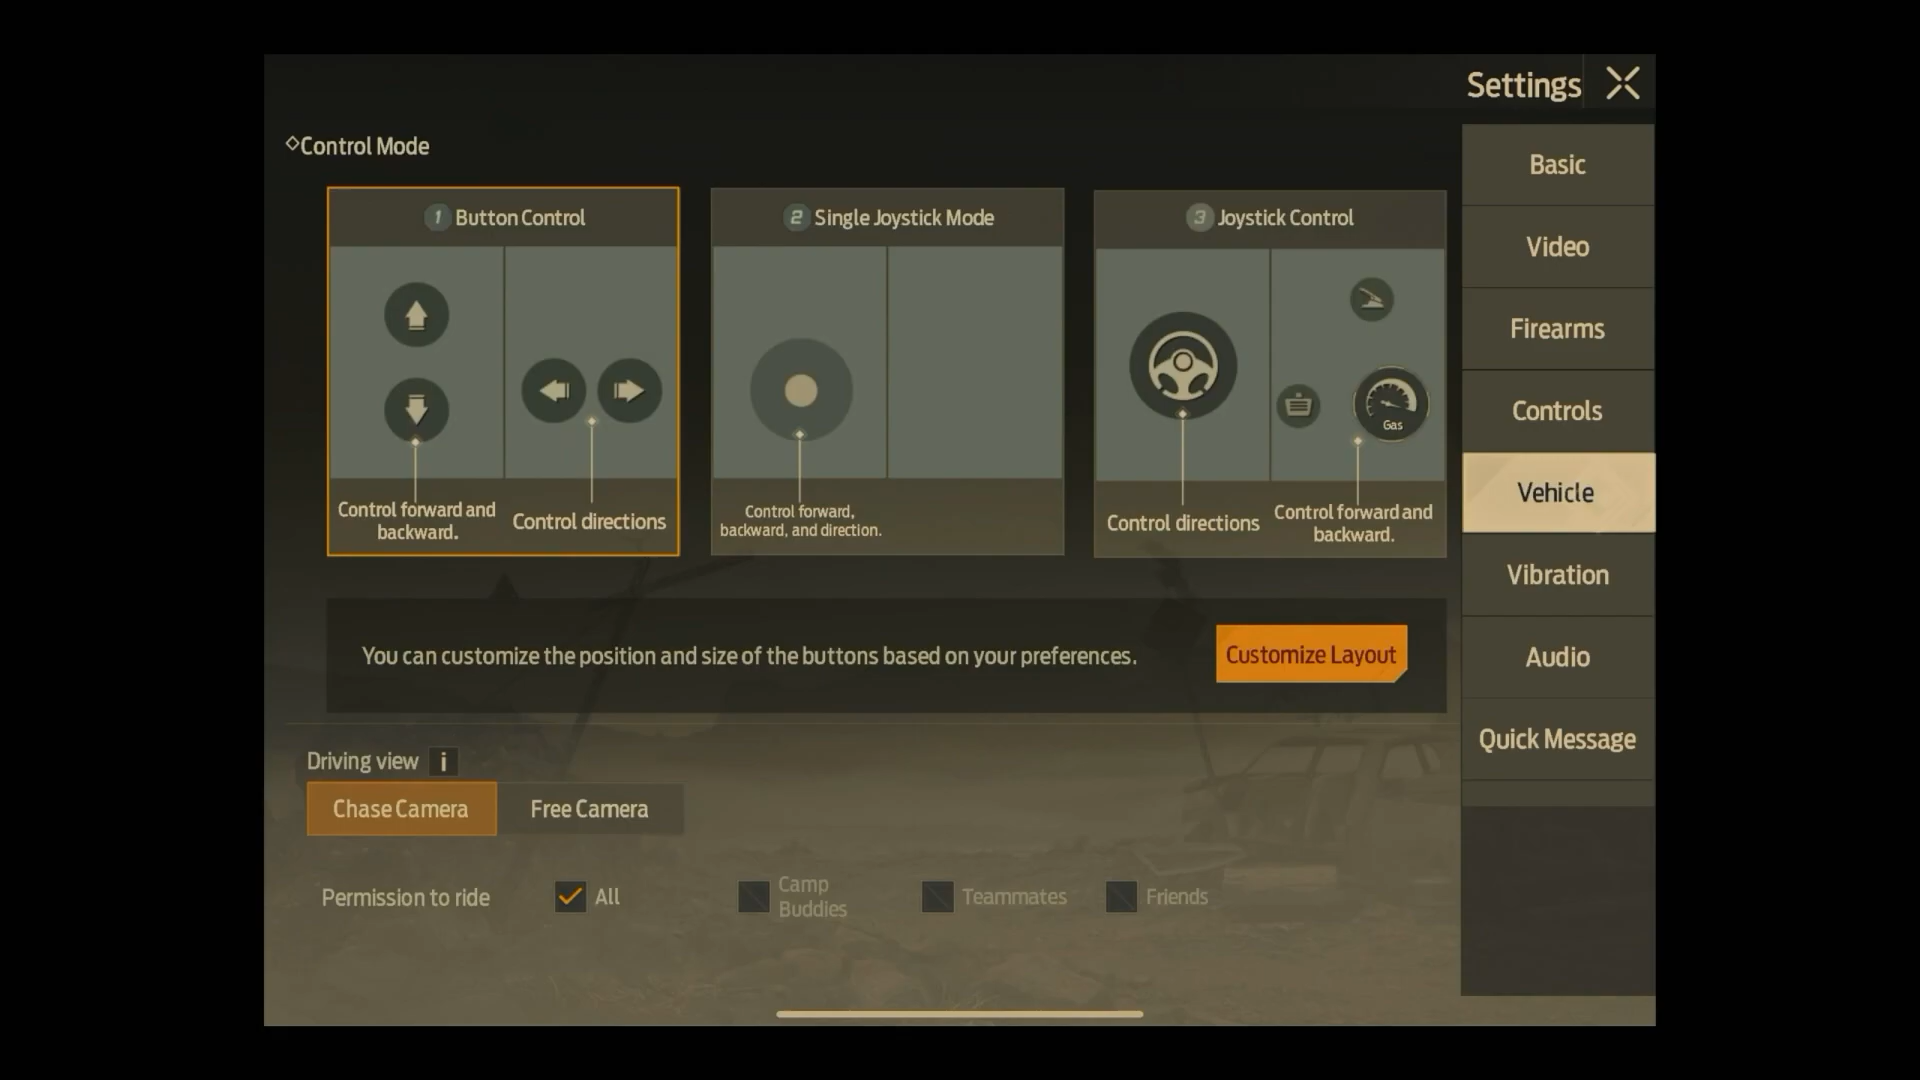 Settings
Control Mode
1 Button Control
2 Single Joystick Mode
3 Joystick Control
Gas
Control forward and
backward.
Control directions
Control forward,
backward, and direction.
Control directions
Control forward and
backward.
You can customize the position and size of the buttons based on your preferences.
Customize Layout
Driving view i
Chase Camera
Free Camera
Permission to ride
All
Camp
Buddies
Teammates
Friends
Basic
Video
Firearms
Controls
Vehicle
Vibration
Audio
Quick Message